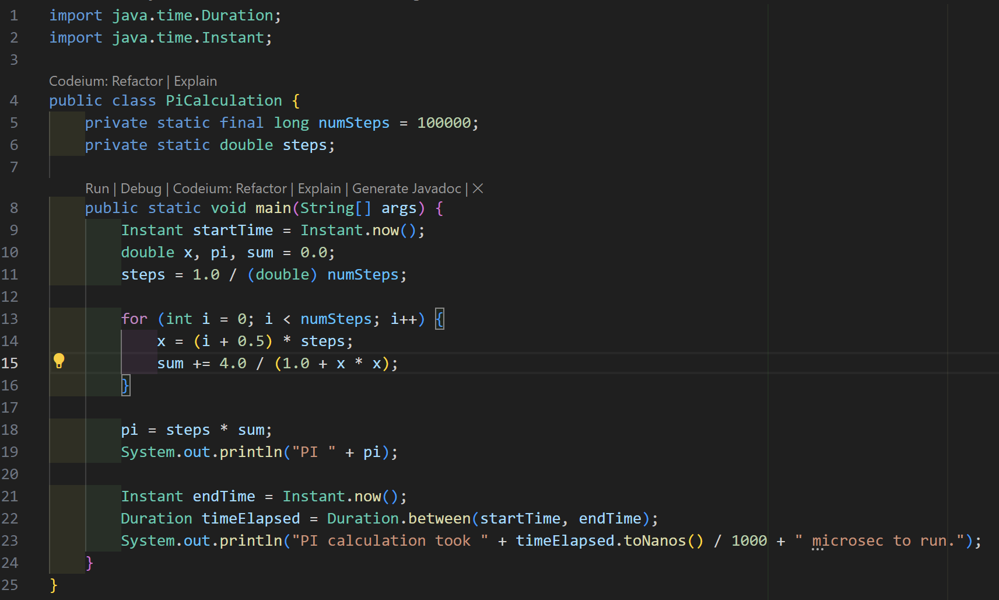 1 import java.time.Duration;
2 import java.time.Instant;
3
Codeium: Refactor | Explain
4 public class PiCalculation {
5     private static final long numSteps = 100000;
6     private static double steps;
7
Run | Debug | Codeium: Refactor | Explain | Generate Javadoc | ×
8     public static void main(String[] args) {
9         Instant startTime = Instant.now();
10         double x, pi, sum = 0.0;
11         steps = 1.0 / (double) numSteps;
12
13         for (int i = 0; i < numSteps; i++) {
14             x = (i + 0.5) * steps;
15             sum += 4.0 / (1.0 + x * x);
16         }
17
18         pi = steps * sum;
19         System.out.println("PI " + pi);
20
21         Instant endTime = Instant.now();
22         Duration timeElapsed = Duration.between(startTime, endTime);
23         System.out.println("PI calculation took " + timeElapsed.toNanos() / 1000 + " microsec to run.");
24     }
25 }